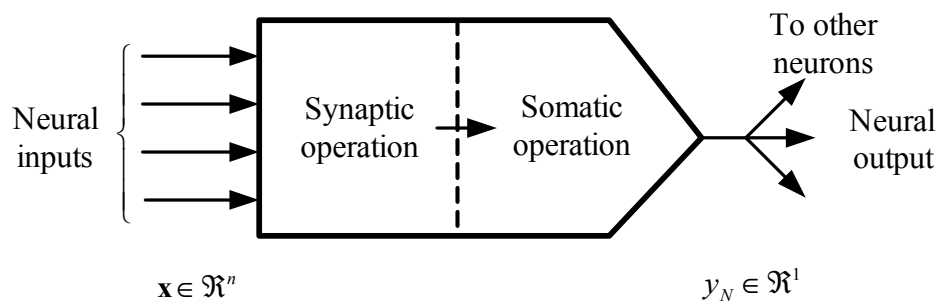 To other
neurons
Neural
inputs
Synaptic
operation
Somatic
operation
Neural
output
𝐱 ∈ ℜⁿ
y_N ∈ ℜ¹